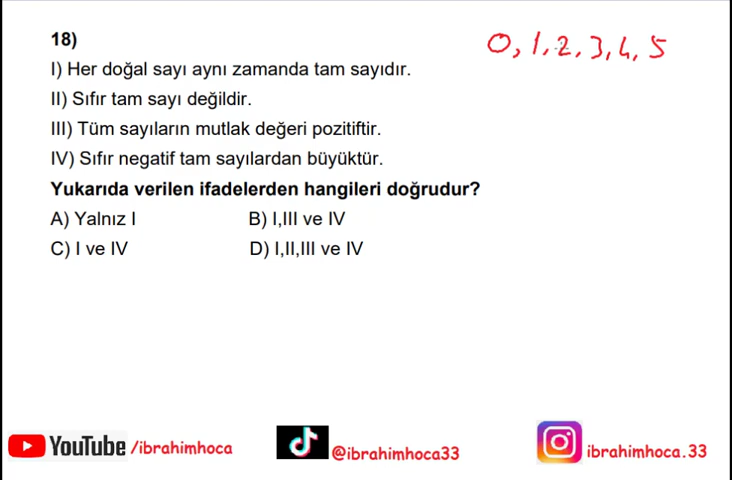 18)
0, 1, 2, 3, 4, 5
I) Her doğal sayı aynı zamanda tam sayıdır.
II) Sıfır tam sayı değildir.
III) Tüm sayıların mutlak değeri pozitiftir.
IV) Sıfır negatif tam sayılardan büyüktür.
Yukarıda verilen ifadelerden hangileri doğrudur?
A) Yalnız I B) I,III ve IV
C) I ve IV D) I,II,III ve IV
YouTube /ibrahimhoca @ibrahimhoca33 ibrahimhoca.33